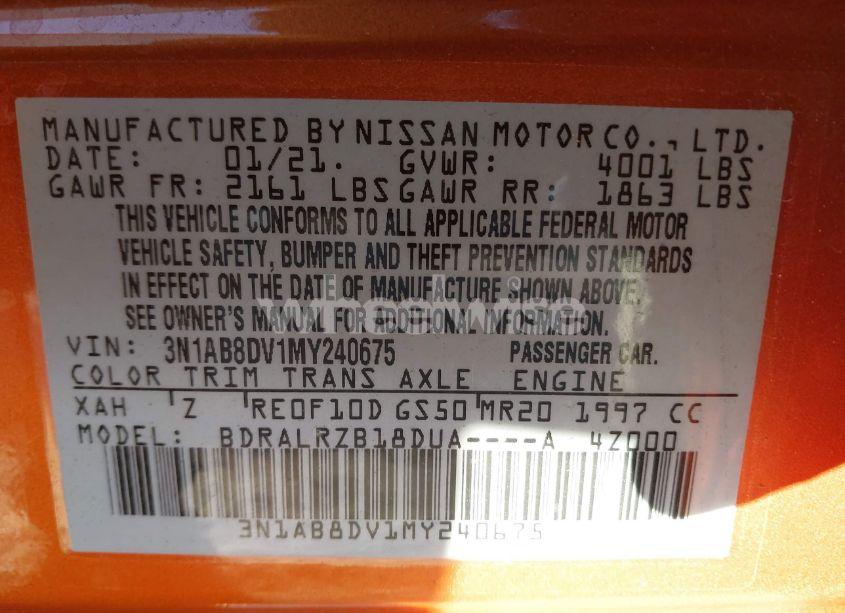 MANUFACTURED BY NISSAN MOTOR CO., LTD.
DATE: 01/21. GVWR: 4001 LBS
GAWR FR: 2161 LBS GAWR RR: 1863 LBS
THIS VEHICLE CONFORMS TO ALL APPLICABLE FEDERAL MOTOR
VEHICLE SAFETY, BUMPER AND THEFT PREVENTION STANDARDS
IN EFFECT ON THE DATE OF MANUFACTURE SHOWN ABOVE.
SEE OWNER'S MANUAL FOR ADDITIONAL INFORMATION.
VIN: 3N1AB8DV1MY240675 PASSENGER CAR.
COLOR TRIM TRANS AXLE ENGINE
XAH Z RE0F10D GS50 MR20 1997 CC
MODEL: BDRALRZB18DUA----A 4Z000
3N1AB8DV1MY240675